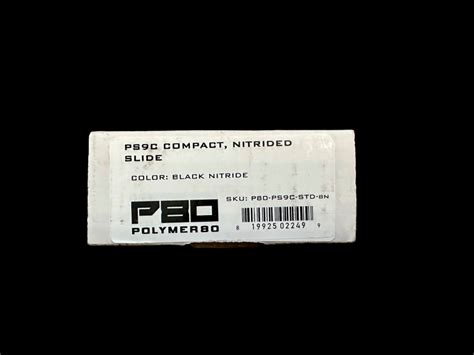 PS9C COMPACT, NITRIDED
SLIDE
COLOR: BLACK NITRIDE
SKU: P80-PS9C-STD-BN
P80
POLYMER80
8 19925 02249 9